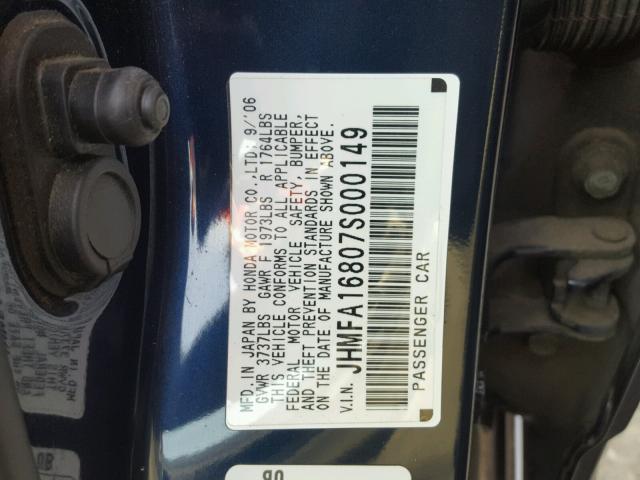 MFD.IN JAPAN BY HONDA MOTOR CO.,LTD. 9/'06
GVWR 3737LBS GAWR F 1973LBS R 1764LBS
THIS VEHICLE CONFORMS TO ALL APPLICABLE
FEDERAL MOTOR VEHICLE SAFETY, BUMPER,
AND THEFT PREVENTION STANDARDS IN EFFECT
ON THE DATE OF MANUFACTURE SHOWN ABOVE.
V.I.N. JHMFA16807S000149
PASSENGER CAR